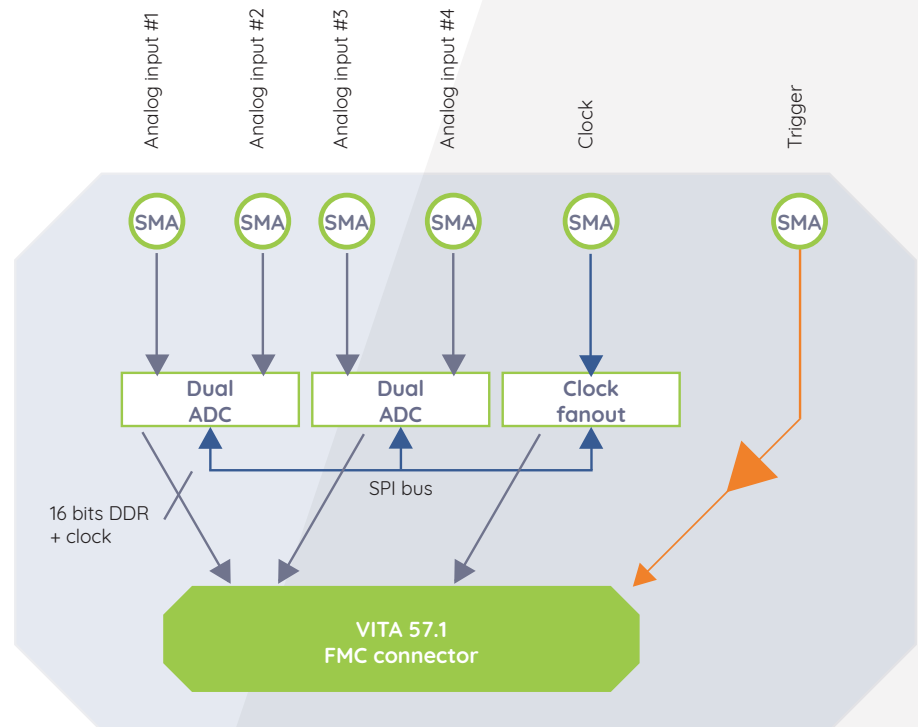 Analog input #1
Analog input #2
Analog input #3
Analog input #4
Clock
Trigger
SMA
SMA
SMA
SMA
SMA
SMA
Dual
ADC
Dual
ADC
Clock
fanout
SPI bus
16 bits DDR
+ clock
VITA 57.1
FMC connector